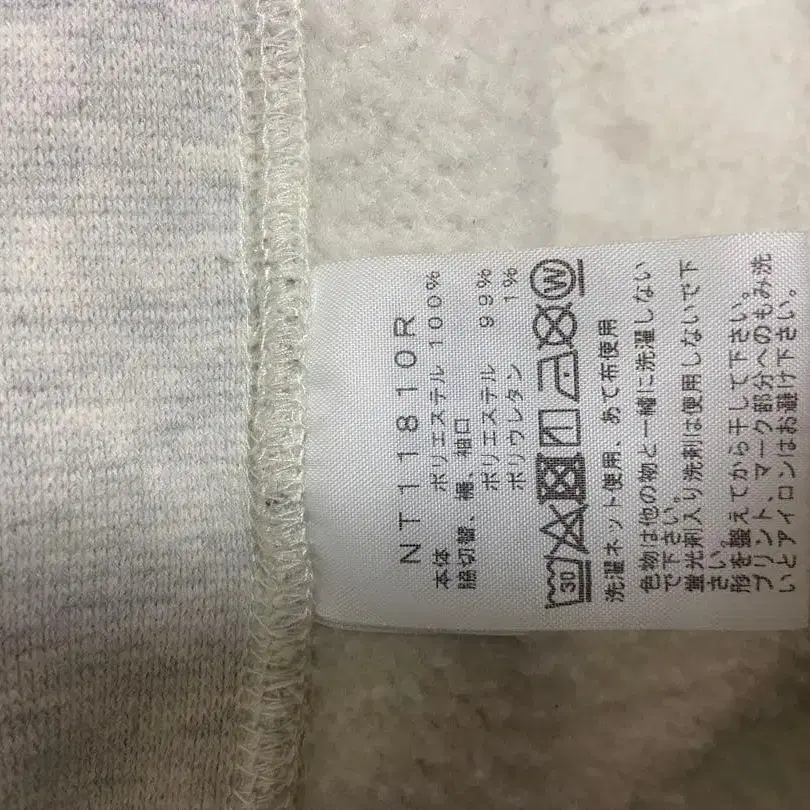 NT11810R
本体 ポリエステル 100%
脇切替、裾、袖口
ポリエステル 99%
ポリウレタン 1%
30 W
洗濯ネット使用、あて布使用
色物は他の物と一緒に洗濯しない
で下さい。
蛍光剤入り洗剤は使用しないで下
さい。
形を整えてから干して下さい。
プリント、マーク部分へのもみ洗
いとアイロンはお避け下さい。